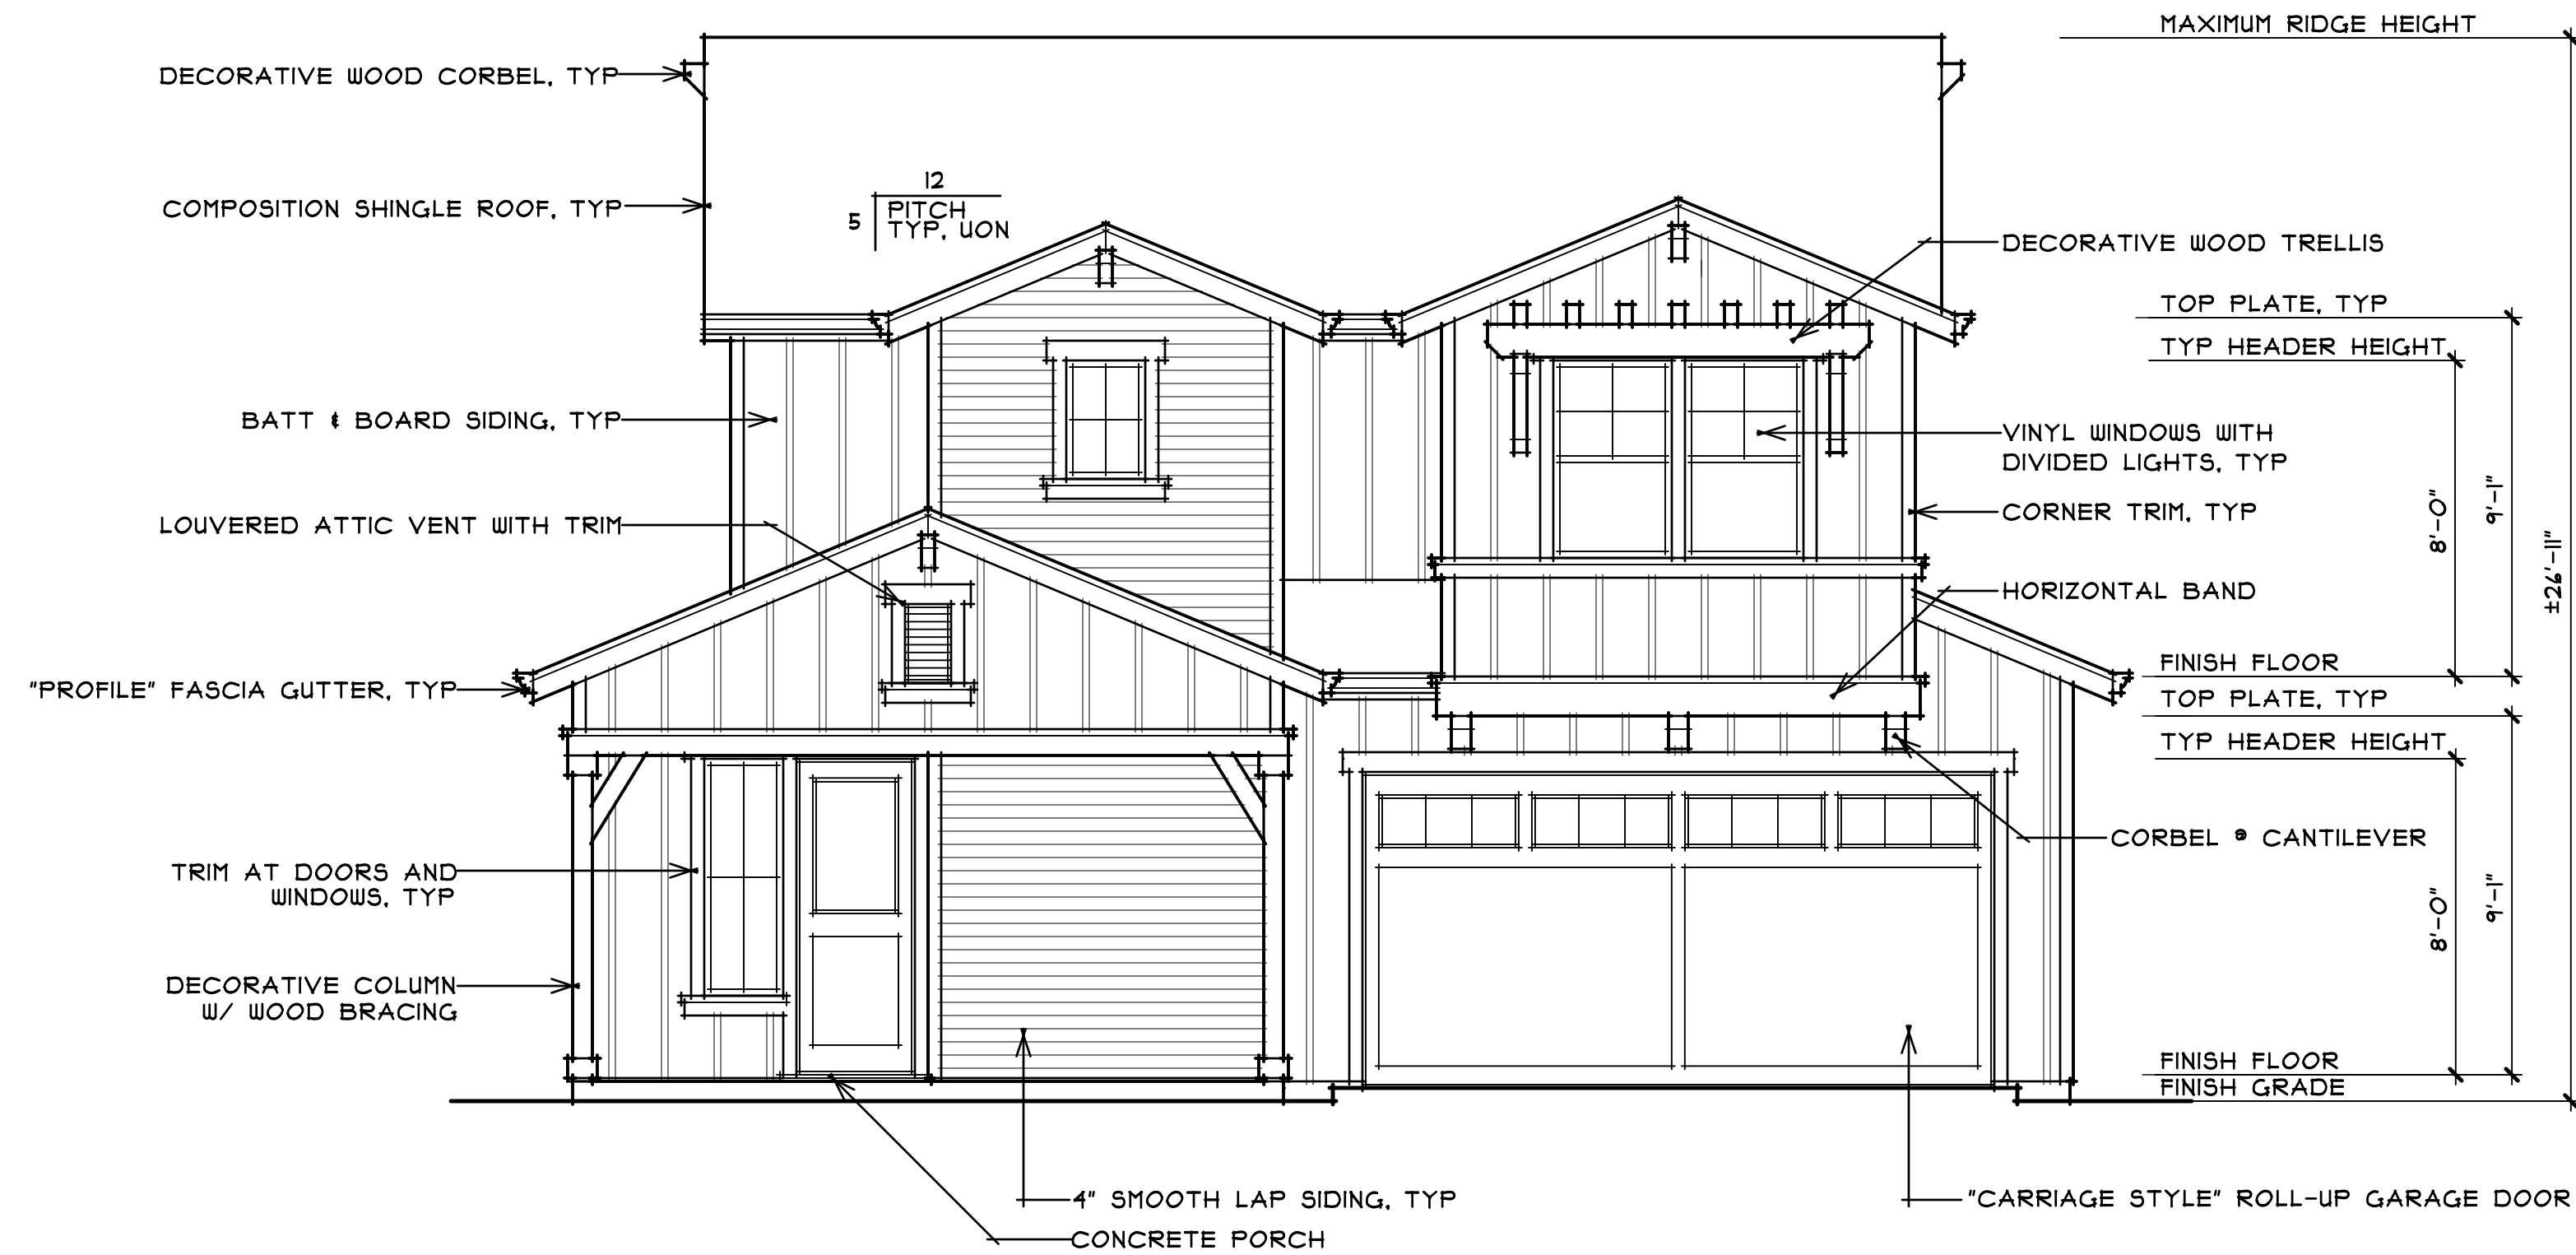 MAXIMUM RIDGE HEIGHT
DECORATIVE WOOD CORBEL, TYP
COMPOSITION SHINGLE ROOF, TYP
12
5
PITCH
TYP, UON
DECORATIVE WOOD TRELLIS
TOP PLATE, TYP
TYP HEADER HEIGHT
BATT & BOARD SIDING, TYP
VINYL WINDOWS WITH
DIVIDED LIGHTS, TYP
LOUVERED ATTIC VENT WITH TRIM
CORNER TRIM, TYP
8'-0"
9'-1"
±26'-11"
HORIZONTAL BAND
"PROFILE" FASCIA GUTTER, TYP
FINISH FLOOR
TOP PLATE, TYP
TYP HEADER HEIGHT
CORBEL @ CANTILEVER
TRIM AT DOORS AND
WINDOWS, TYP
8'-0"
9'-1"
DECORATIVE COLUMN
W/ WOOD BRACING
FINISH FLOOR
FINISH GRADE
4" SMOOTH LAP SIDING, TYP
"CARRIAGE STYLE" ROLL-UP GARAGE DOOR
CONCRETE PORCH